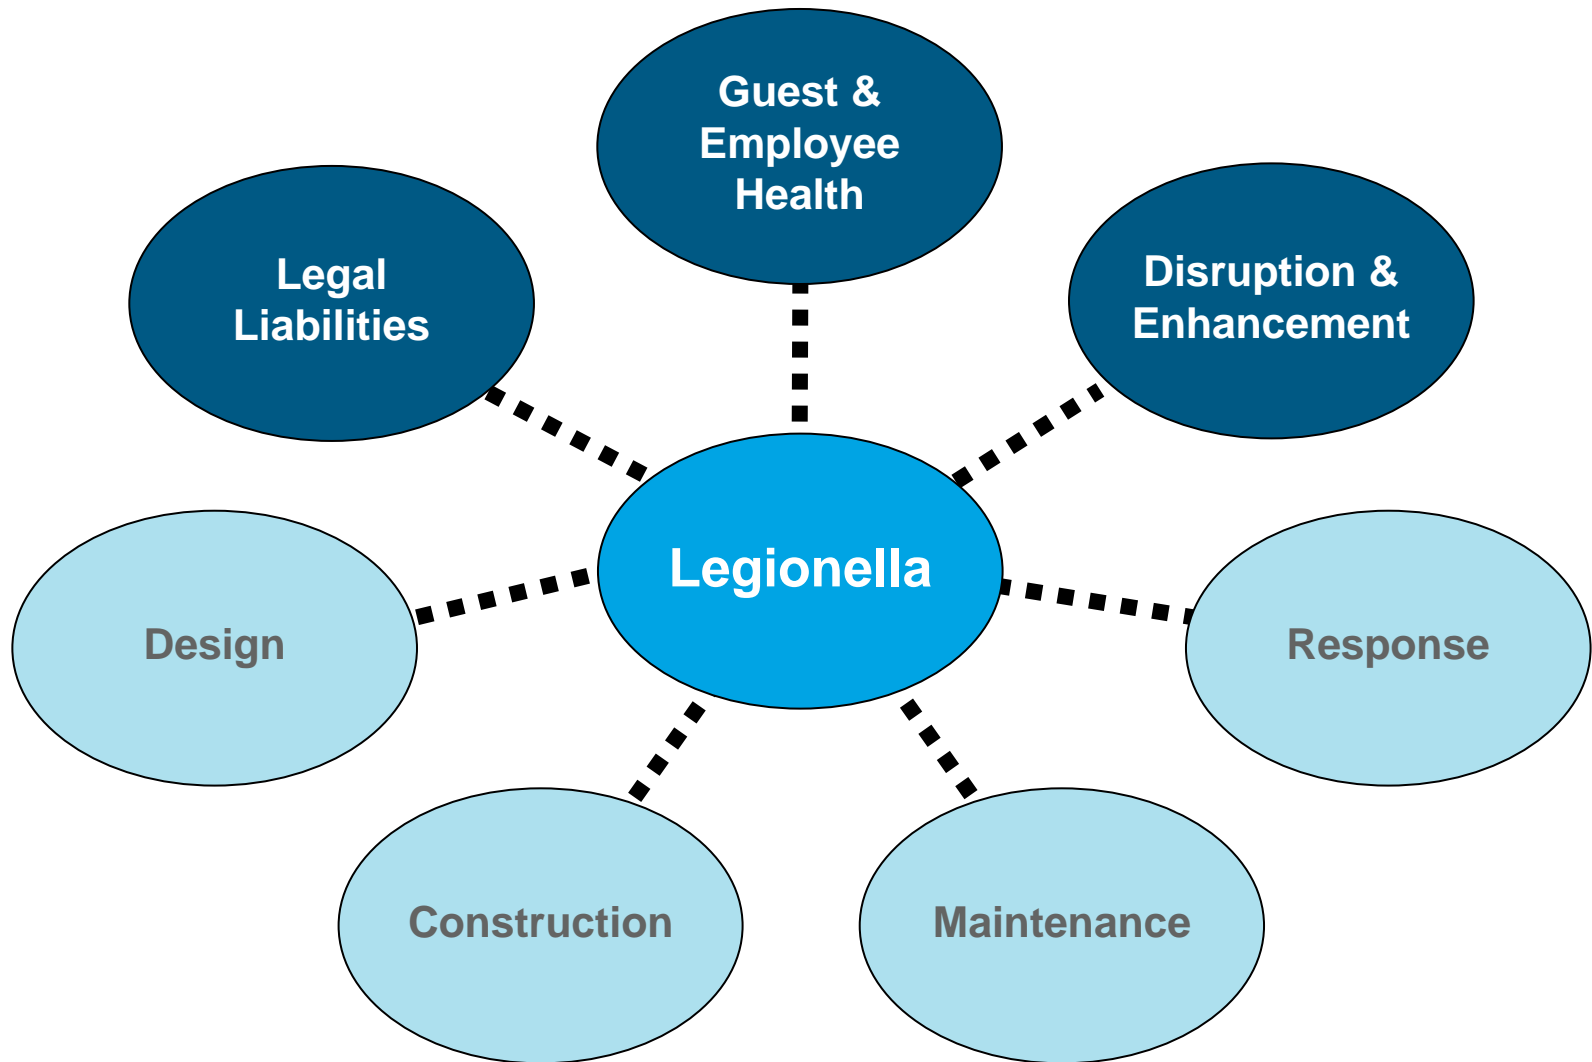 Guest &
Employee
Health
Legal
Liabilities
Disruption &
Enhancement
Legionella
Design
Response
Construction
Maintenance